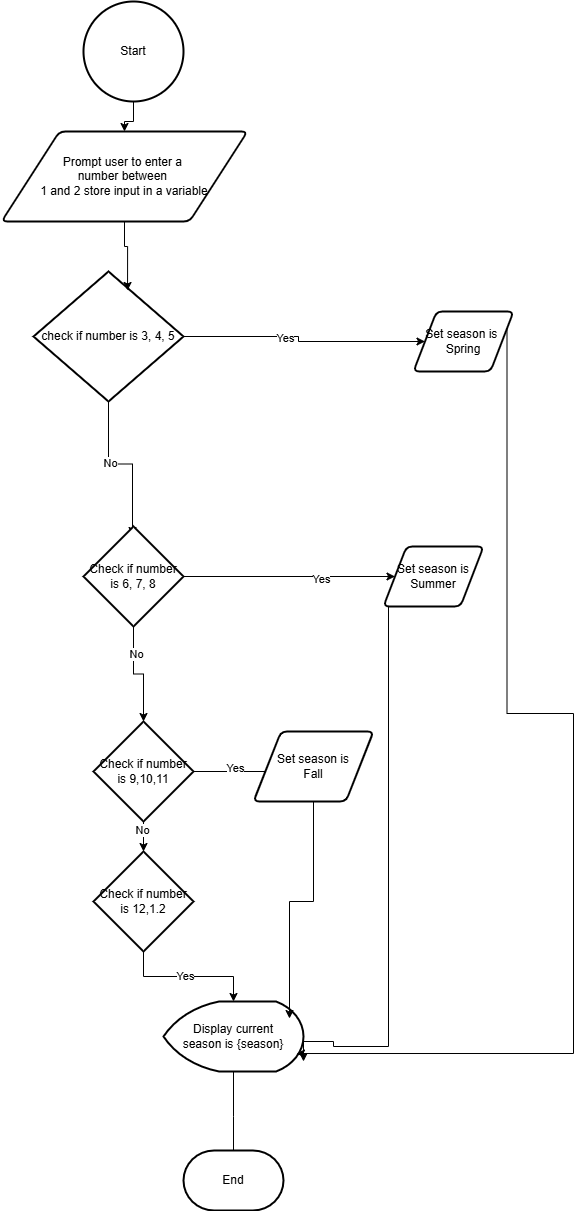 Start
Prompt user to enter a
number between
1 and 2 store input in a variable
check if number is 3, 4, 5
Yes
Set season is
Spring
No
Check if number
is 6, 7, 8
Yes
Set season is
Summer
No
Check if number
is 9,10,11
Yes
Set season is
Fall
No
Check if number
is 12,1.2
Yes
Display current
season is {season}
End